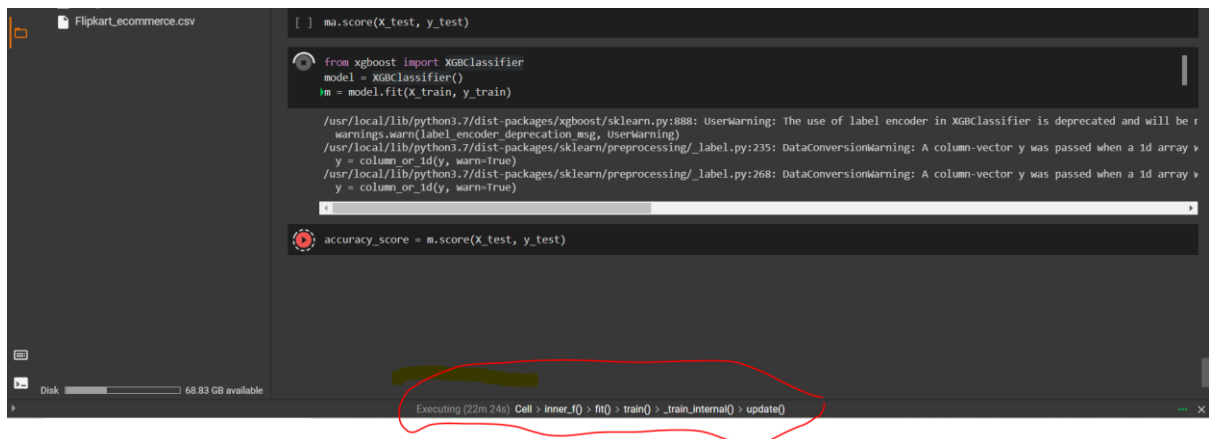 Flipkart_ecommerce.csv
[ ] ma.score(X_test, y_test)
from xgboost import XGBClassifier
model = XGBClassifier()
m = model.fit(X_train, y_train)
/usr/local/lib/python3.7/dist-packages/xgboost/sklearn.py:888: UserWarning: The use of label encoder in XGBClassifier is deprecated and will be
warnings.warn(label_encoder_deprecation_msg, UserWarning)
/usr/local/lib/python3.7/dist-packages/sklearn/preprocessing/_label.py:235: DataConversionWarning: A column-vector y was passed when a 1d array
y = column_or_1d(y, warn=True)
/usr/local/lib/python3.7/dist-packages/sklearn/preprocessing/_label.py:268: DataConversionWarning: A column-vector y was passed when a 1d array
y = column_or_1d(y, warn=True)
accuracy_score = m.score(X_test, y_test)
Disk 68.83 GB available
Executing (22m 24s) Cell > inner_f() > fit() > train() > _train_internal() > update()